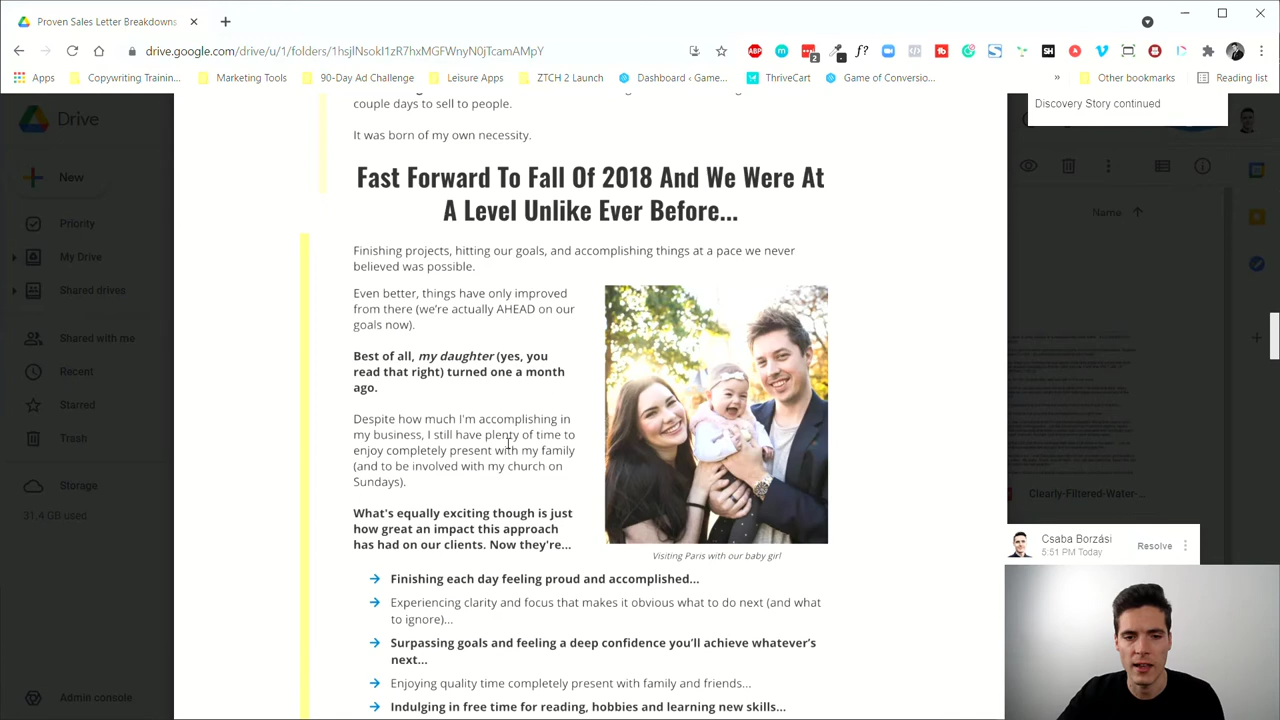 Proven Sales Letter Breakdowns
drive.google.com/drive/u/1/folders/1hsjlNsokI1zR7hxMGFWnyN0jTcamAMpY
Apps
Copywriting Trainin...
Marketing Tools
90-Day Ad Challenge
Leisure Apps
ZTCH 2 Launch
Dashboard ‹ Game...
ThriveCart
Game of Conversio...
»
Other bookmarks
Reading list
Drive
New
Priority
My Drive
Shared drives
Shared with me
Recent
Starred
Trash
Storage
31.4 GB used
Admin console
couple days to sell to people.
It was born of my own necessity.
Fast Forward To Fall Of 2018 And We Were At
A Level Unlike Ever Before...
Finishing projects, hitting our goals, and accomplishing things at a pace we never
believed was possible.
Even better, things have only improved
from there (we're actually AHEAD on our
goals now).
Best of all, my daughter (yes, you
read that right) turned one a month
ago.
Despite how much I'm accomplishing in
my business, I still have plenty of time to
enjoy completely present with my family
(and to be involved with my church on
Sundays).
What's equally exciting though is just
how great an impact this approach
has had on our clients. Now they're...
Visiting Paris with our baby girl
Finishing each day feeling proud and accomplished...
Experiencing clarity and focus that makes it obvious what to do next (and what
to ignore)...
Surpassing goals and feeling a deep confidence you'll achieve whatever's
next...
Enjoying quality time completely present with family and friends...
Indulging in free time for reading, hobbies and learning new skills...
Discovery Story continued
Name
Clearly-Filtered-Water-...
Csaba Borzási
5:51 PM Today
Resolve